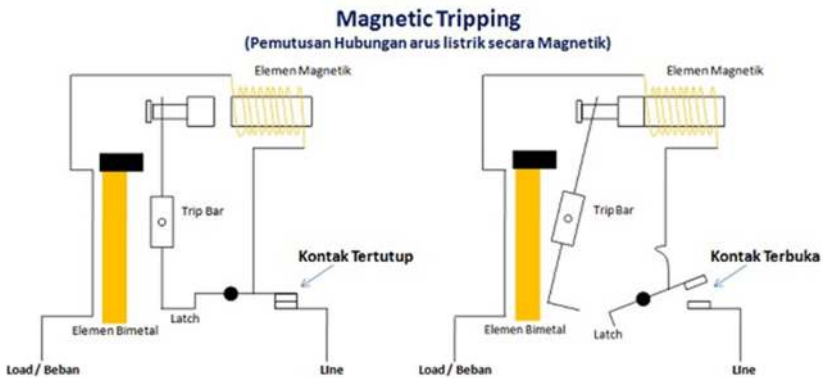 Magnetic Tripping
(Pemutusan Hubungan arus listrik secara Magnetik)
Elemen Magnetik
Trip Bar
Kontak Tertutup
Latch
Elemen Bimetal
Load / Beban
LIne
Elemen Magnetik
Trip Bar
Kontak Terbuka
Latch
Elemen Bimetal
Load / Beban
LIne